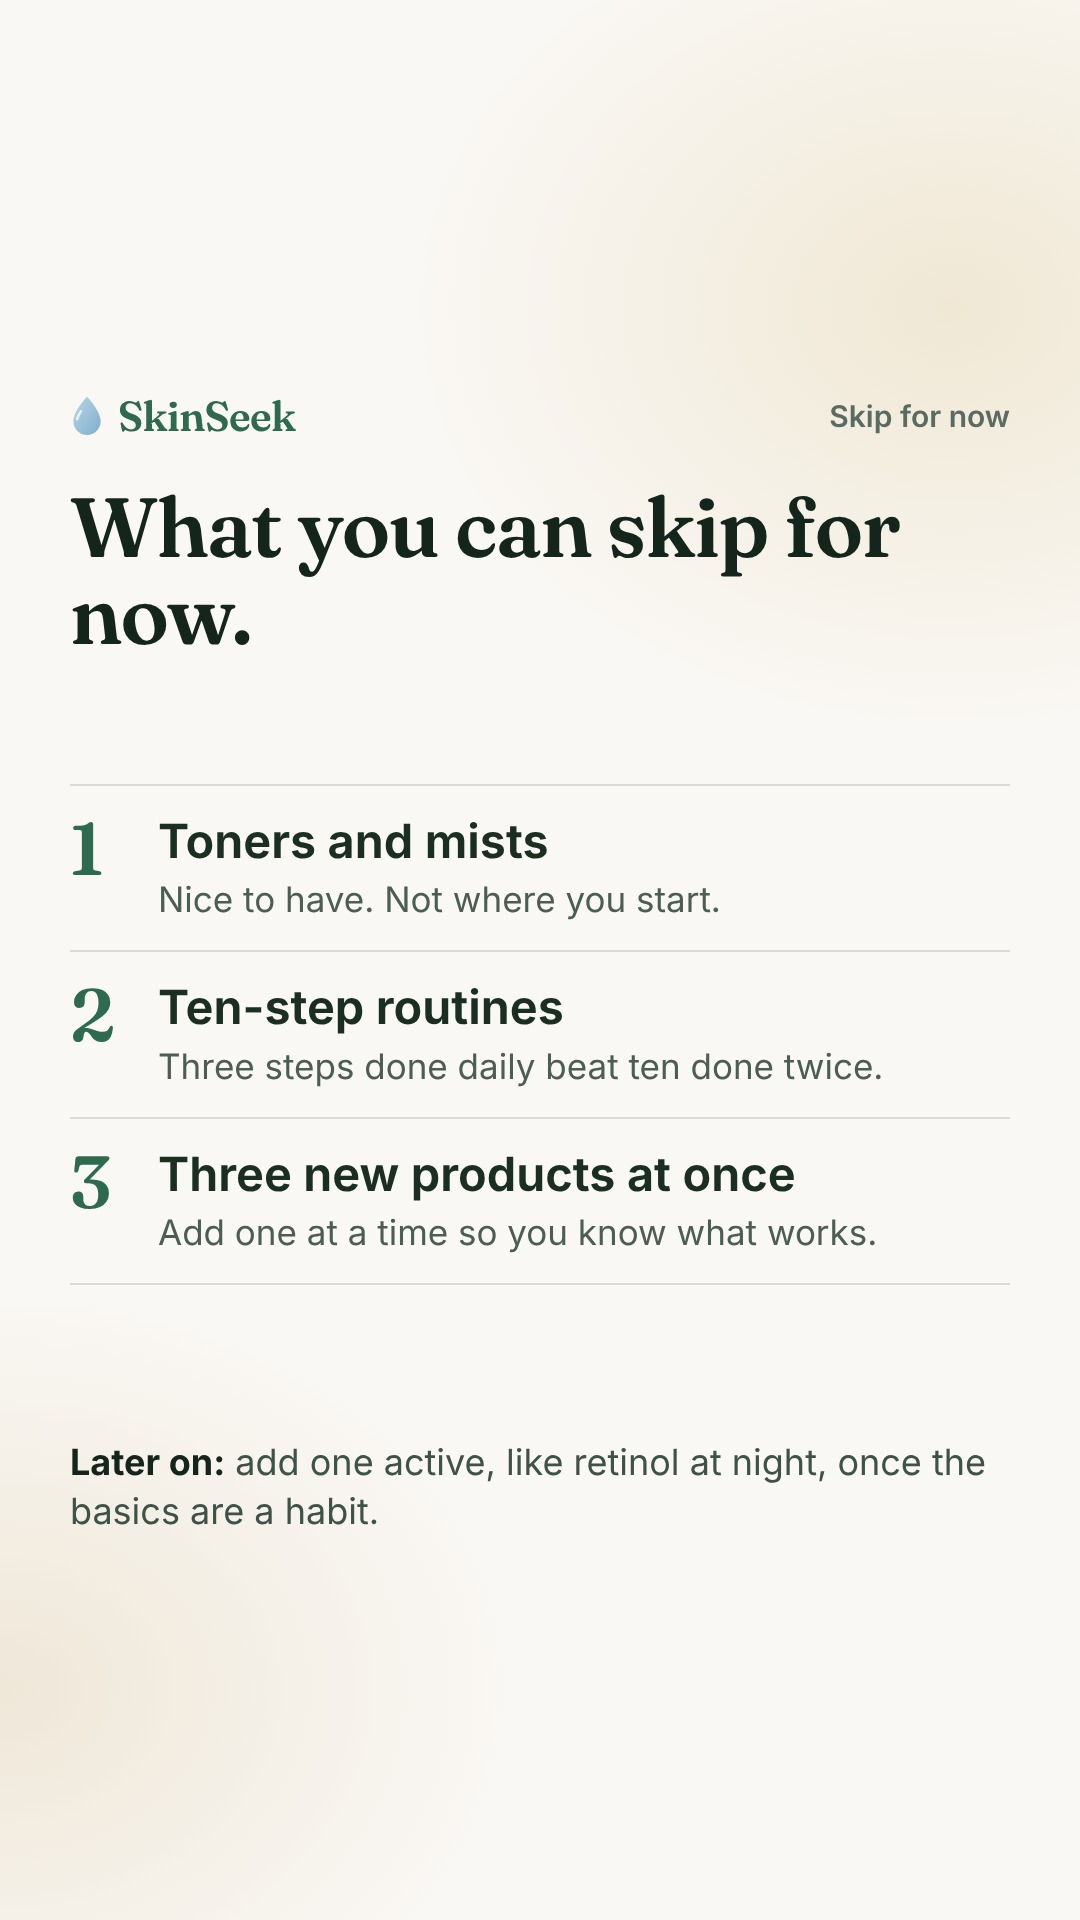 SkinSeek
Skip for now
What you can skip for
now.
1
Toners and mists
Nice to have. Not where you start.
2
Ten-step routines
Three steps done daily beat ten done twice.
3
Three new products at once
Add one at a time so you know what works.
Later on: add one active, like retinol at night, once the
basics are a habit.